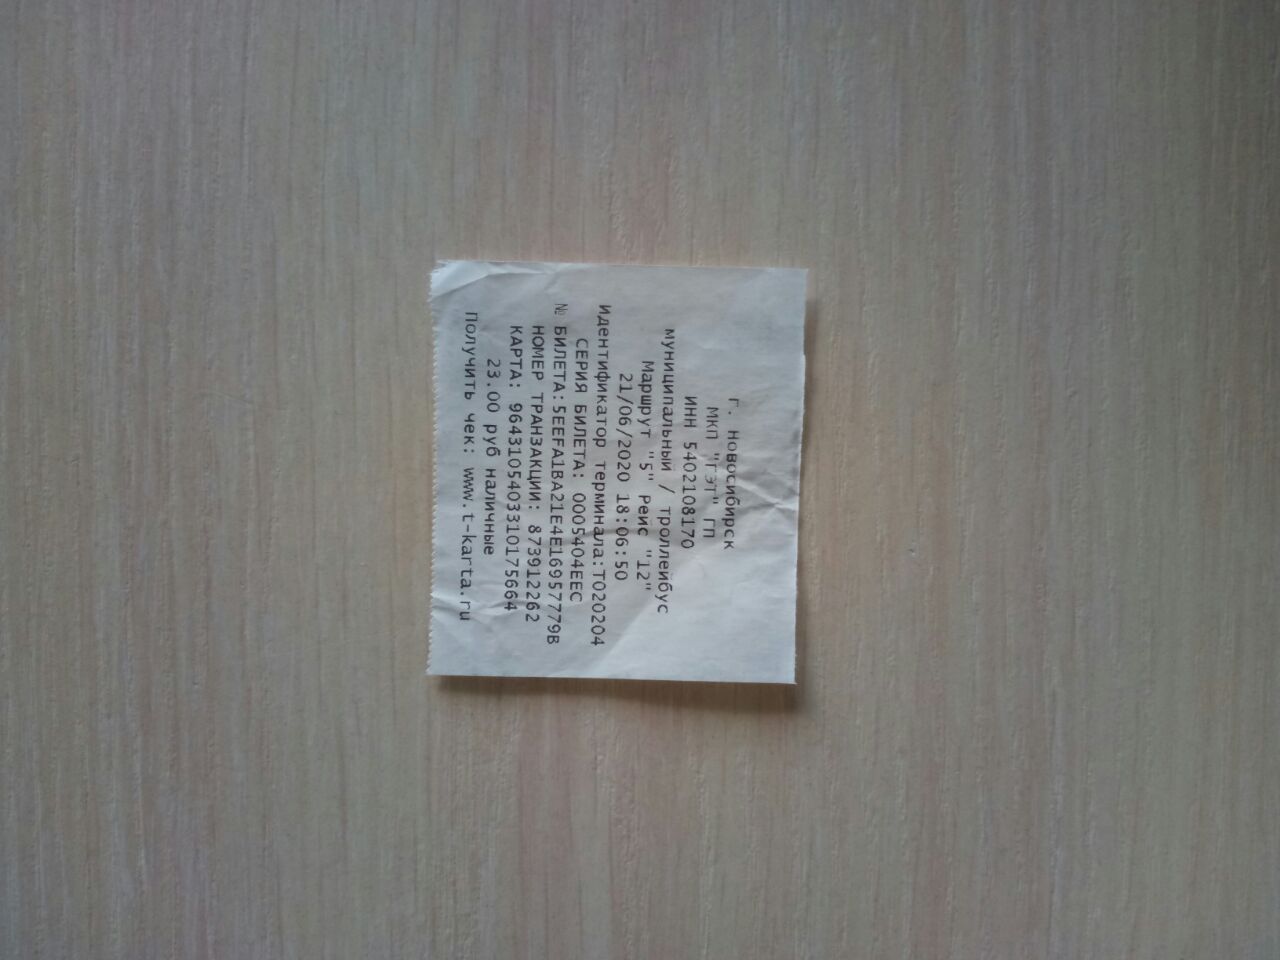 г. Новосибирск
МКП "ГЭТ" ГП
ИНН 5402108170
муниципальный / троллейбус
Маршрут "5" Рейс "12"
21/06/2020 18:06:50
Идентификатор терминала:T020204
СЕРИЯ БИЛЕТА: 0005404EEC
№ БИЛЕТА:5EEFA1BA21E4E16957779B
НОМЕР ТРАНЗАКЦИИ: 873912262
КАРТА: 9643105403310175664
23.00 руб наличные
Получить чек: www.t-karta.ru